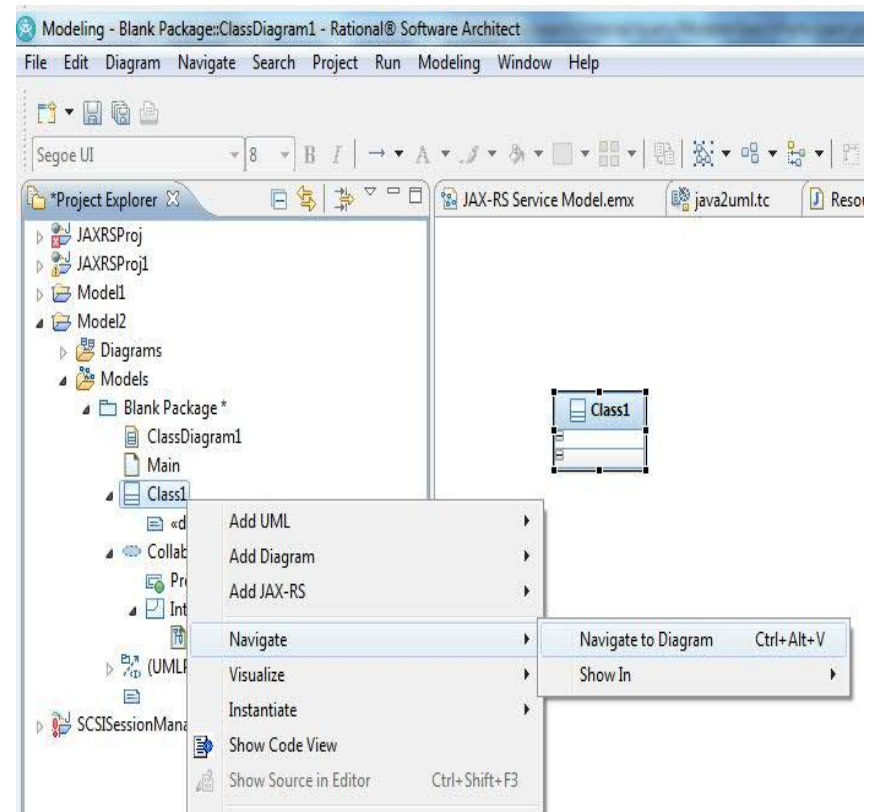 Modeling - Blank Package::ClassDiagram1 - Rational® Software Architect
File Edit Diagram Navigate Search Project Run Modeling Window Help
Segoe UI 8 B I A
*Project Explorer
JAX-RS Service Model.emx java2uml.tc Resou
JAXRSProj
JAXRSProj1
Model1
Model2
Diagrams
Models
Blank Package *
ClassDiagram1
Main
Class1
«d
Collab
Pr
Int
(UMLP
SCSISessionMana
Class1
Add UML
Add Diagram
Add JAX-RS
Navigate
Visualize
Instantiate
Show Code View
Show Source in Editor Ctrl+Shift+F3
Navigate to Diagram Ctrl+Alt+V
Show In